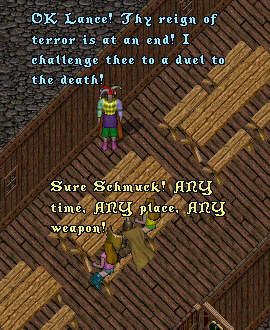 OK Lance! Thy reign of
terror is at an end! I
challenge thee to a duel to
the death!
Sure Schmuck! ANY
time, ANY place, ANY
weapon!